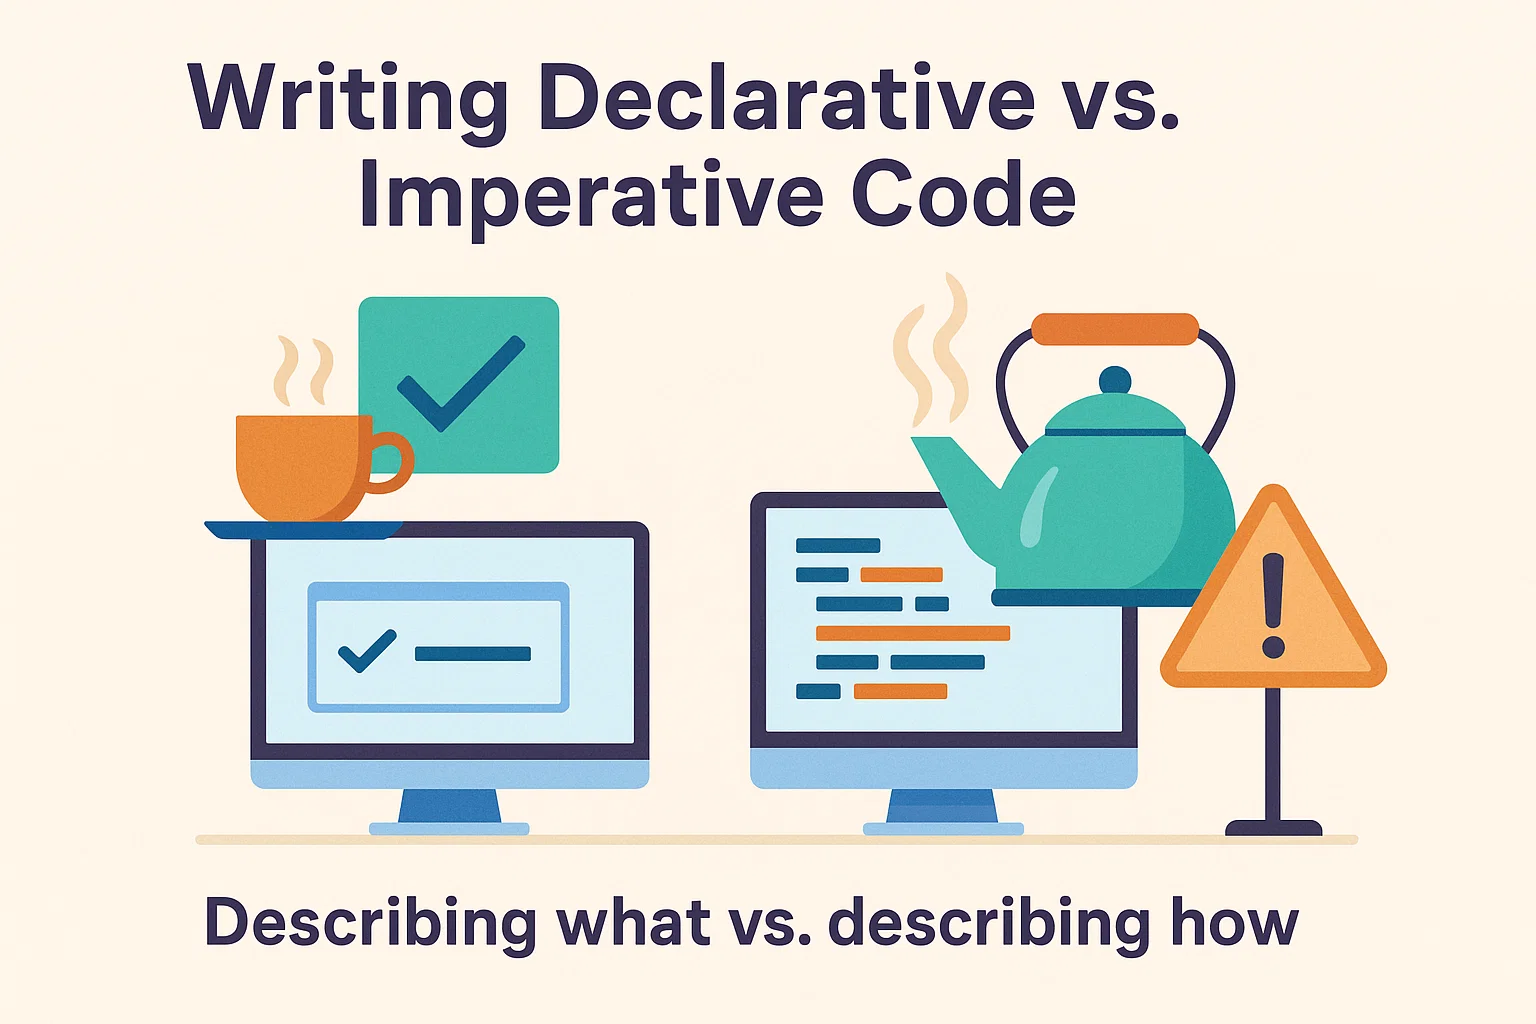 Writing Declarative vs.
Imperative Code
Describing what vs. describing how